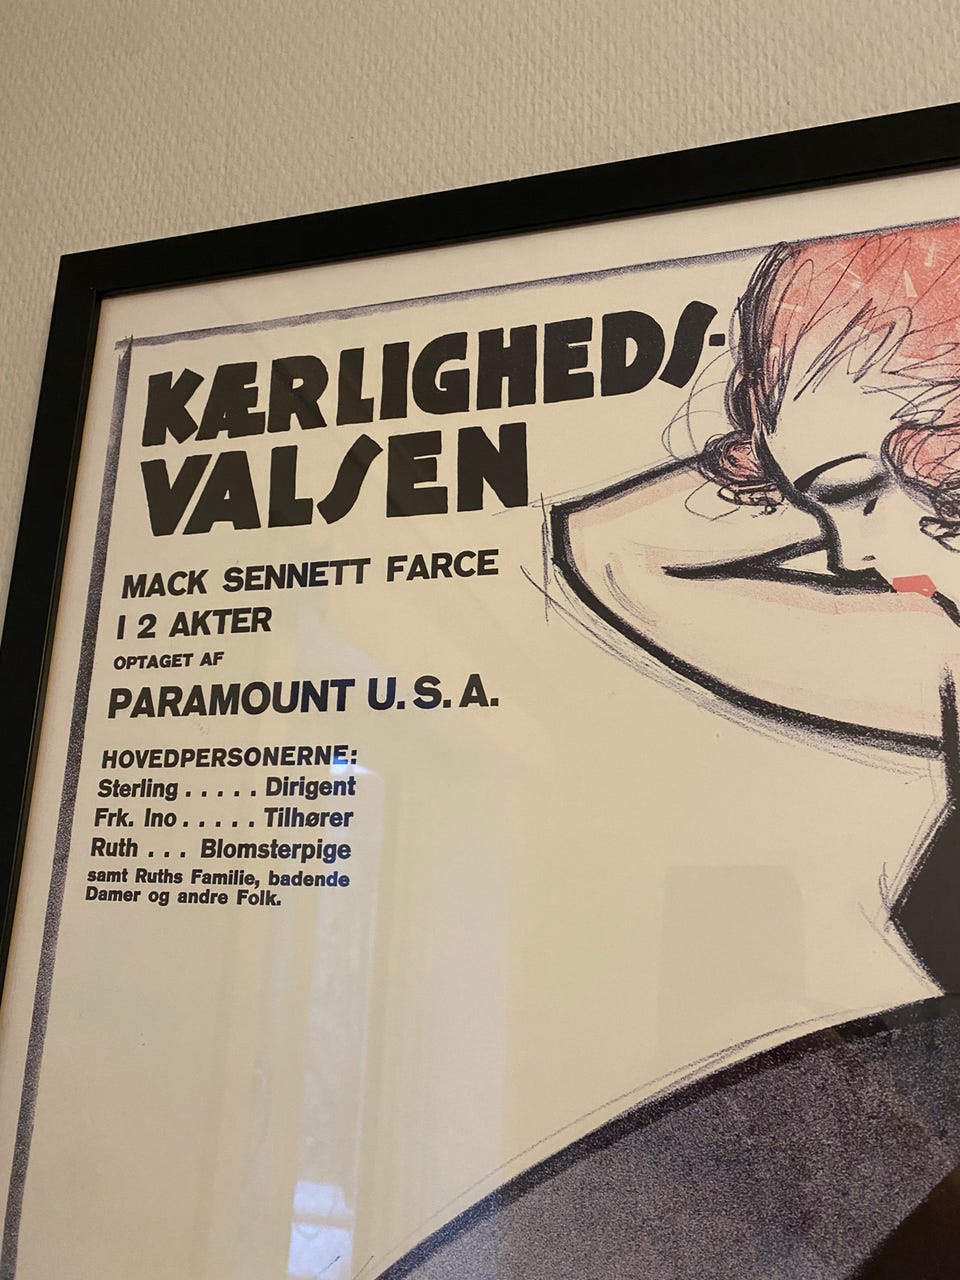 KÆRLIGHEDS-
VALSEN
MACK SENNETT FARCE
I 2 AKTER
OPTAGET AF
PARAMOUNT U.S.A.
HOVEDPERSONERNE:
Sterling . . . . . Dirigent
Frk. Ino . . . . . Tilhører
Ruth . . . Blomsterpige
samt Ruths Familie, badende
Damer og andre Folk.